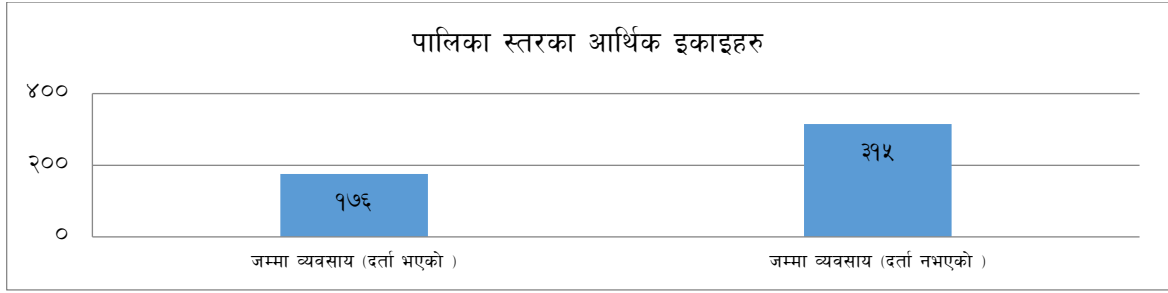 पालिका स्तरका आर्थिक इकाइहरु
४००
२००
०
१७६
३१५
जम्मा व्यवसाय (दर्ता भएको )
जम्मा व्यवसाय (दर्ता नभएको )